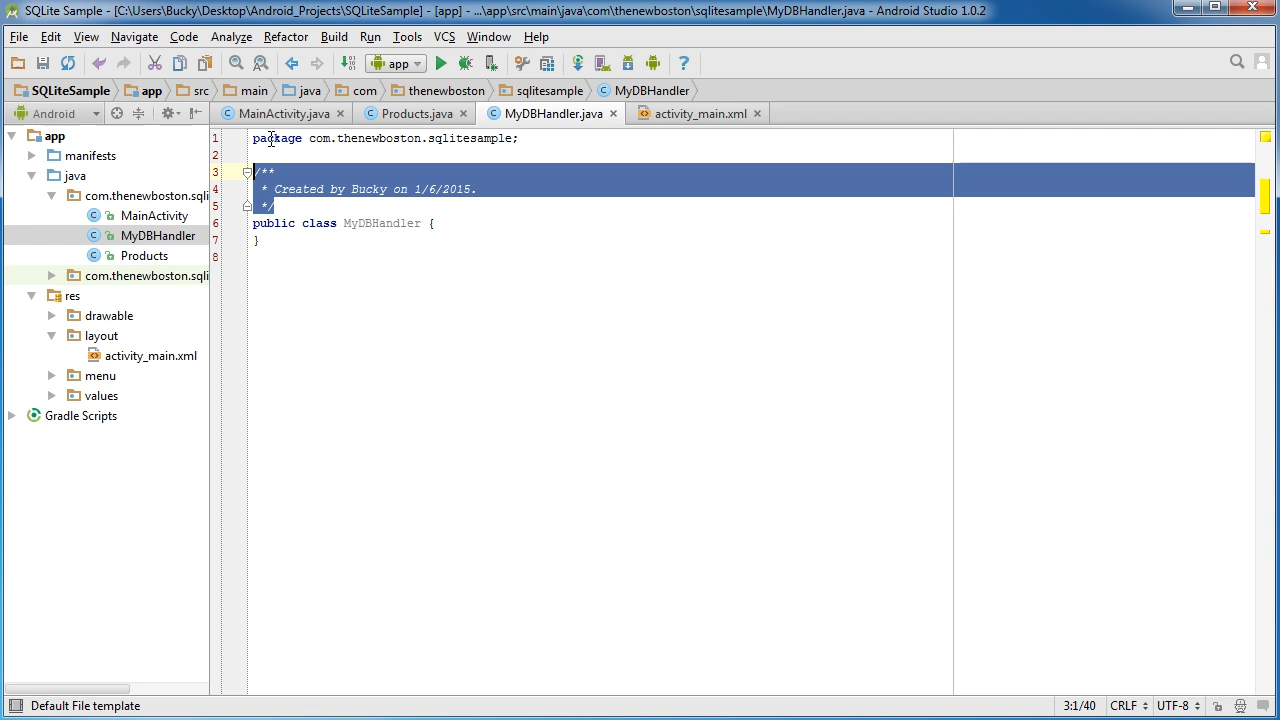 SQLite Sample - [C:\Users\Bucky\Desktop\Android_Projects\SQLiteSample] - [app] - ...\app\src\main\java\com\thenewboston\sqlitesample\MyDBHandler.java - Android Studio 1.0.2
File Edit View Navigate Code Analyze Refactor Build Run Tools VCS Window Help
app
SQLiteSample app src main java com thenewboston sqlitesample MyDBHandler
Android
MainActivity.java Products.java MyDBHandler.java activity_main.xml
app
manifests
java
com.thenewboston.sqli
MainActivity
MyDBHandler
Products
com.thenewboston.sqli
res
drawable
layout
activity_main.xml
menu
values
Gradle Scripts
1 package com.thenewboston.sqlitesample;
2
3 /**
4 * Created by Bucky on 1/6/2015.
5 */
6 public class MyDBHandler {
7 }
8
Default File template
3:1/40 CRLF UTF-8